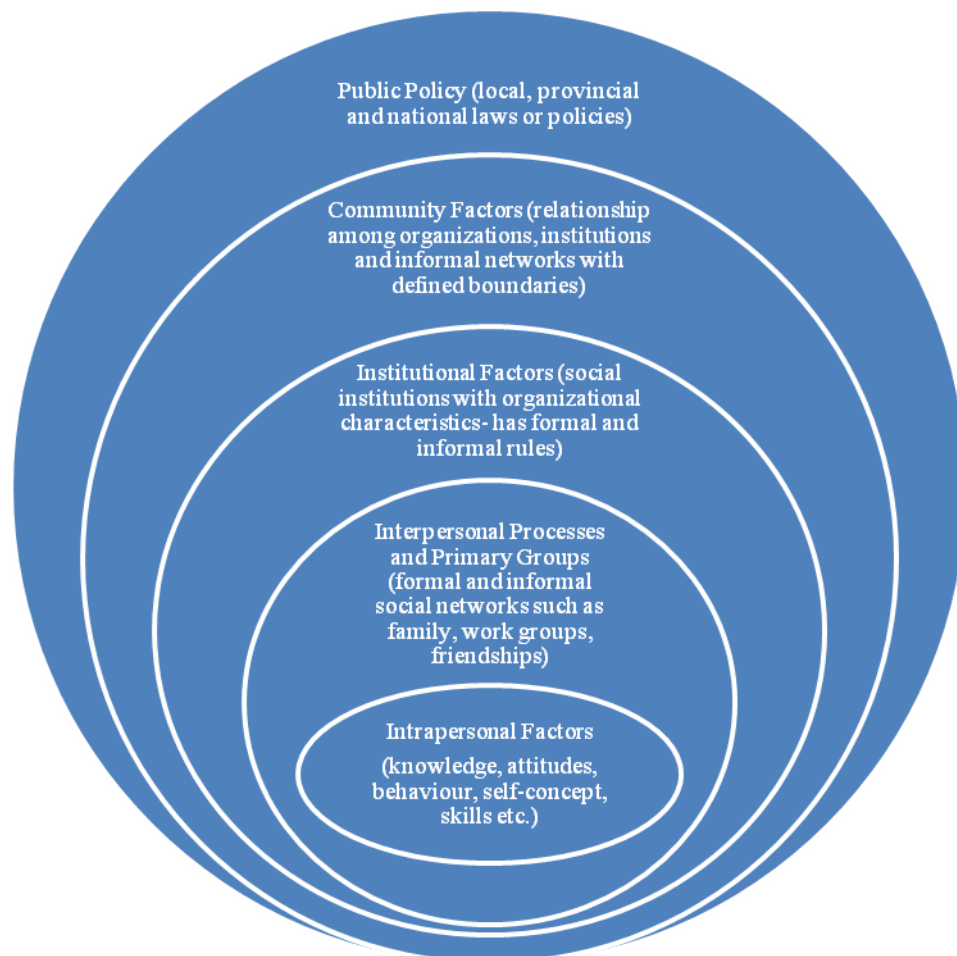 Public Policy (local, provincial
and national laws or policies)
Community Factors (relationship
among organizations, institutions
and informal networks with
defined boundaries)
Institutional Factors (social
institutions with organizational
characteristics- has formal and
informal rules)
Interpersonal Processes
and Primary Groups
(formal and informal
social networks such as
family, work groups,
friendships)
Intrapersonal Factors
(knowledge, attitudes,
behaviour, self-concept,
skills etc.)